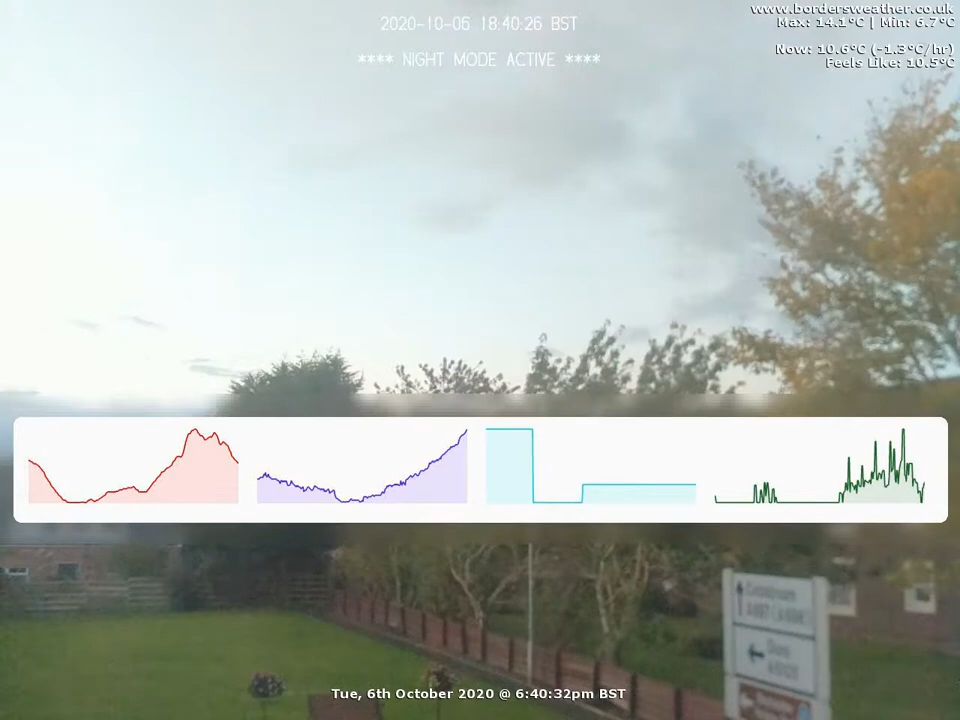 2020-10-06 18:40:26 BST
**** NIGHT MODE ACTIVE ****
www.bordersweather.co.uk
Max: 14.1°C | Min: 6.7°C
Now: 10.6°C (-1.3°C/hr)
Feels Like: 10.5°C
Coldstream
Duns
Tue, 6th October 2020 @ 6:40:32pm BST